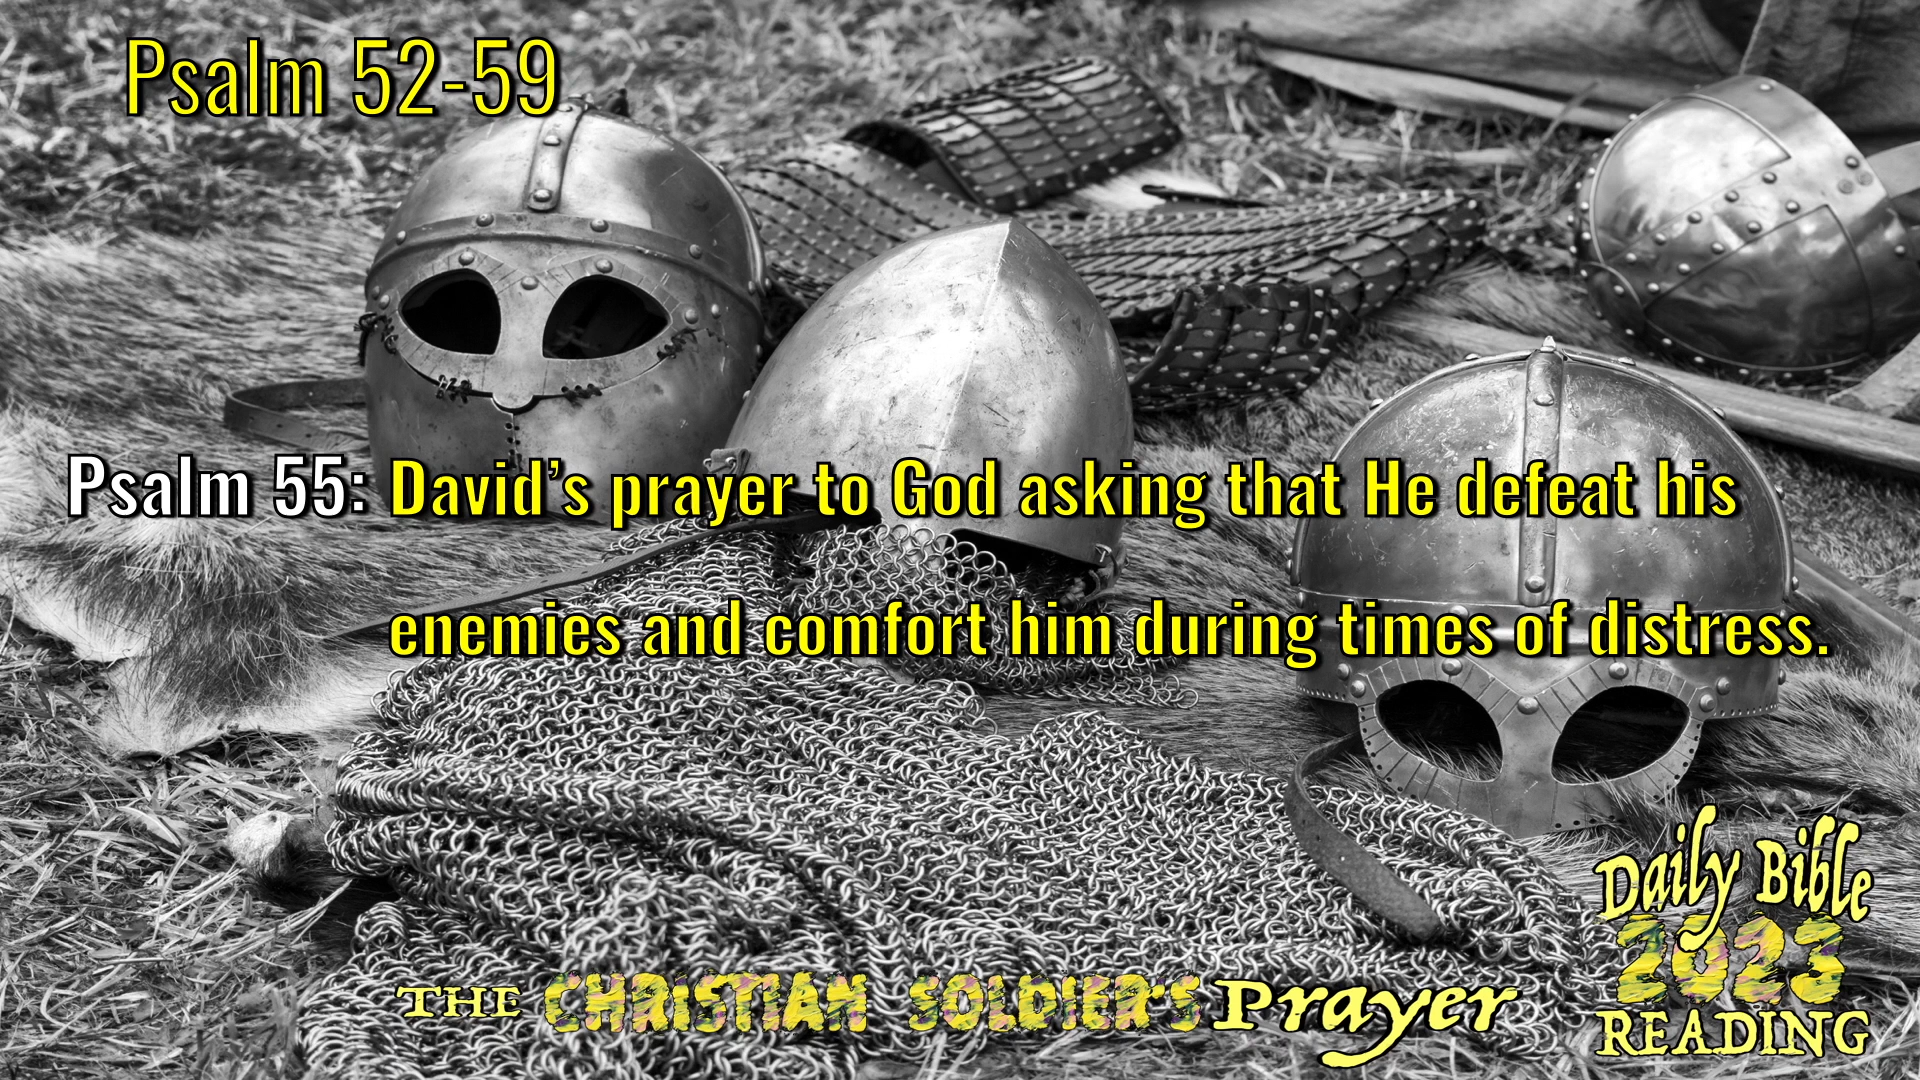 Psalm 52-59
Psalm 55: David’s prayer to God asking that He defeat his
enemies and comfort him during times of distress.
THE CHRISTIAN SOLDIER'S Prayer
Daily Bible
2023
READING